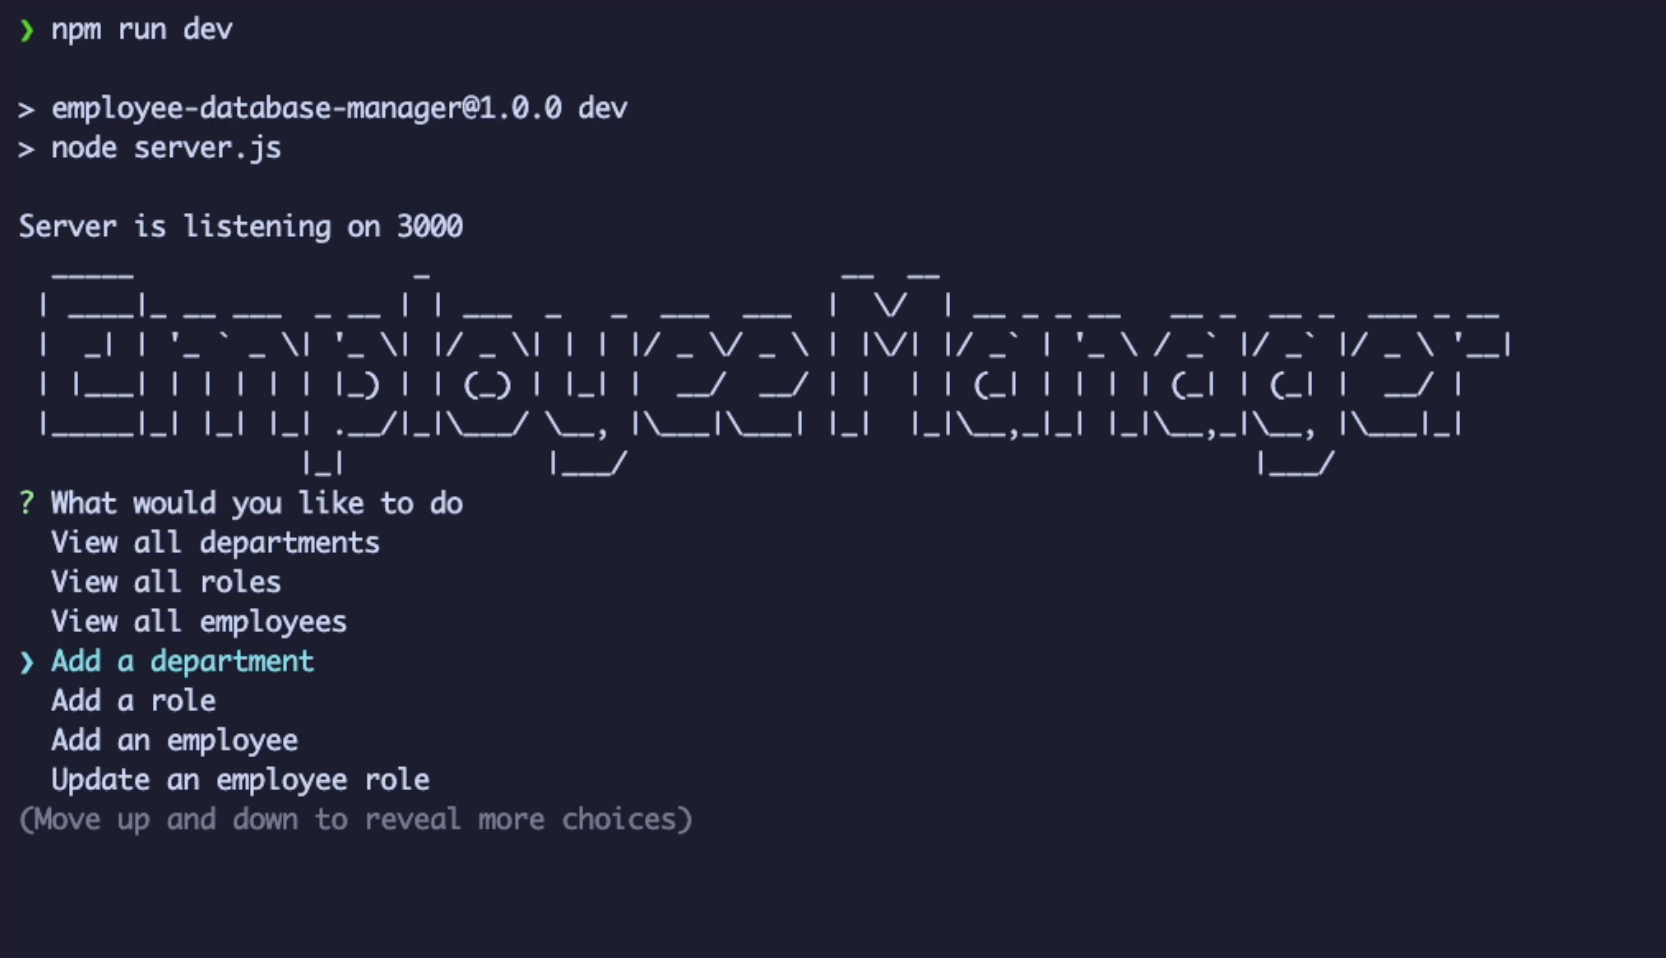 ❯ npm run dev
> employee-database-manager@1.0.0 dev
> node server.js
Server is listening on 3000
EmployeeManager
? What would you like to do
View all departments
View all roles
View all employees
❯ Add a department
Add a role
Add an employee
Update an employee role
(Move up and down to reveal more choices)